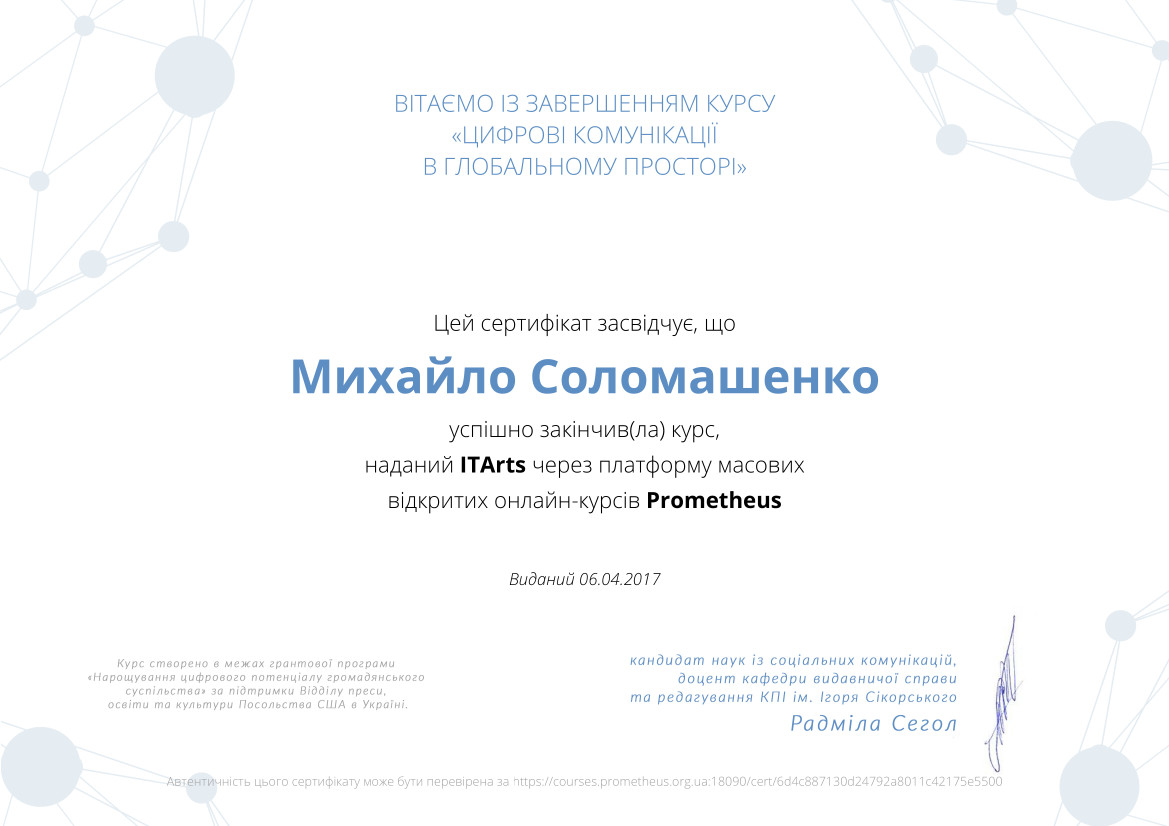 ВІТАЄМО ІЗ ЗАВЕРШЕННЯМ КУРСУ
«ЦИФРОВІ КОМУНІКАЦІЇ
В ГЛОБАЛЬНОМУ ПРОСТОРІ»
Цей сертифікат засвідчує, що
Михайло Соломашенко
успішно закінчив(ла) курс,
наданий ITArts через платформу масових
відкритих онлайн-курсів Prometheus
Виданий 06.04.2017
Курс створено в межах грантової програми
«Нарощування цифрового потенціалу громадянського
суспільства» за підтримки Відділу преси,
освіти та культури Посольства США в Україні.
кандидат наук із соціальних комунікацій,
доцент кафедри видавничої справи
та редагування КПІ ім. Ігоря Сікорського
Радміла Сегол
Автентичність цього сертифікату може бути перевірена за https://courses.prometheus.org.ua:18090/cert/6d4c887130d24792a8011c42175e5500